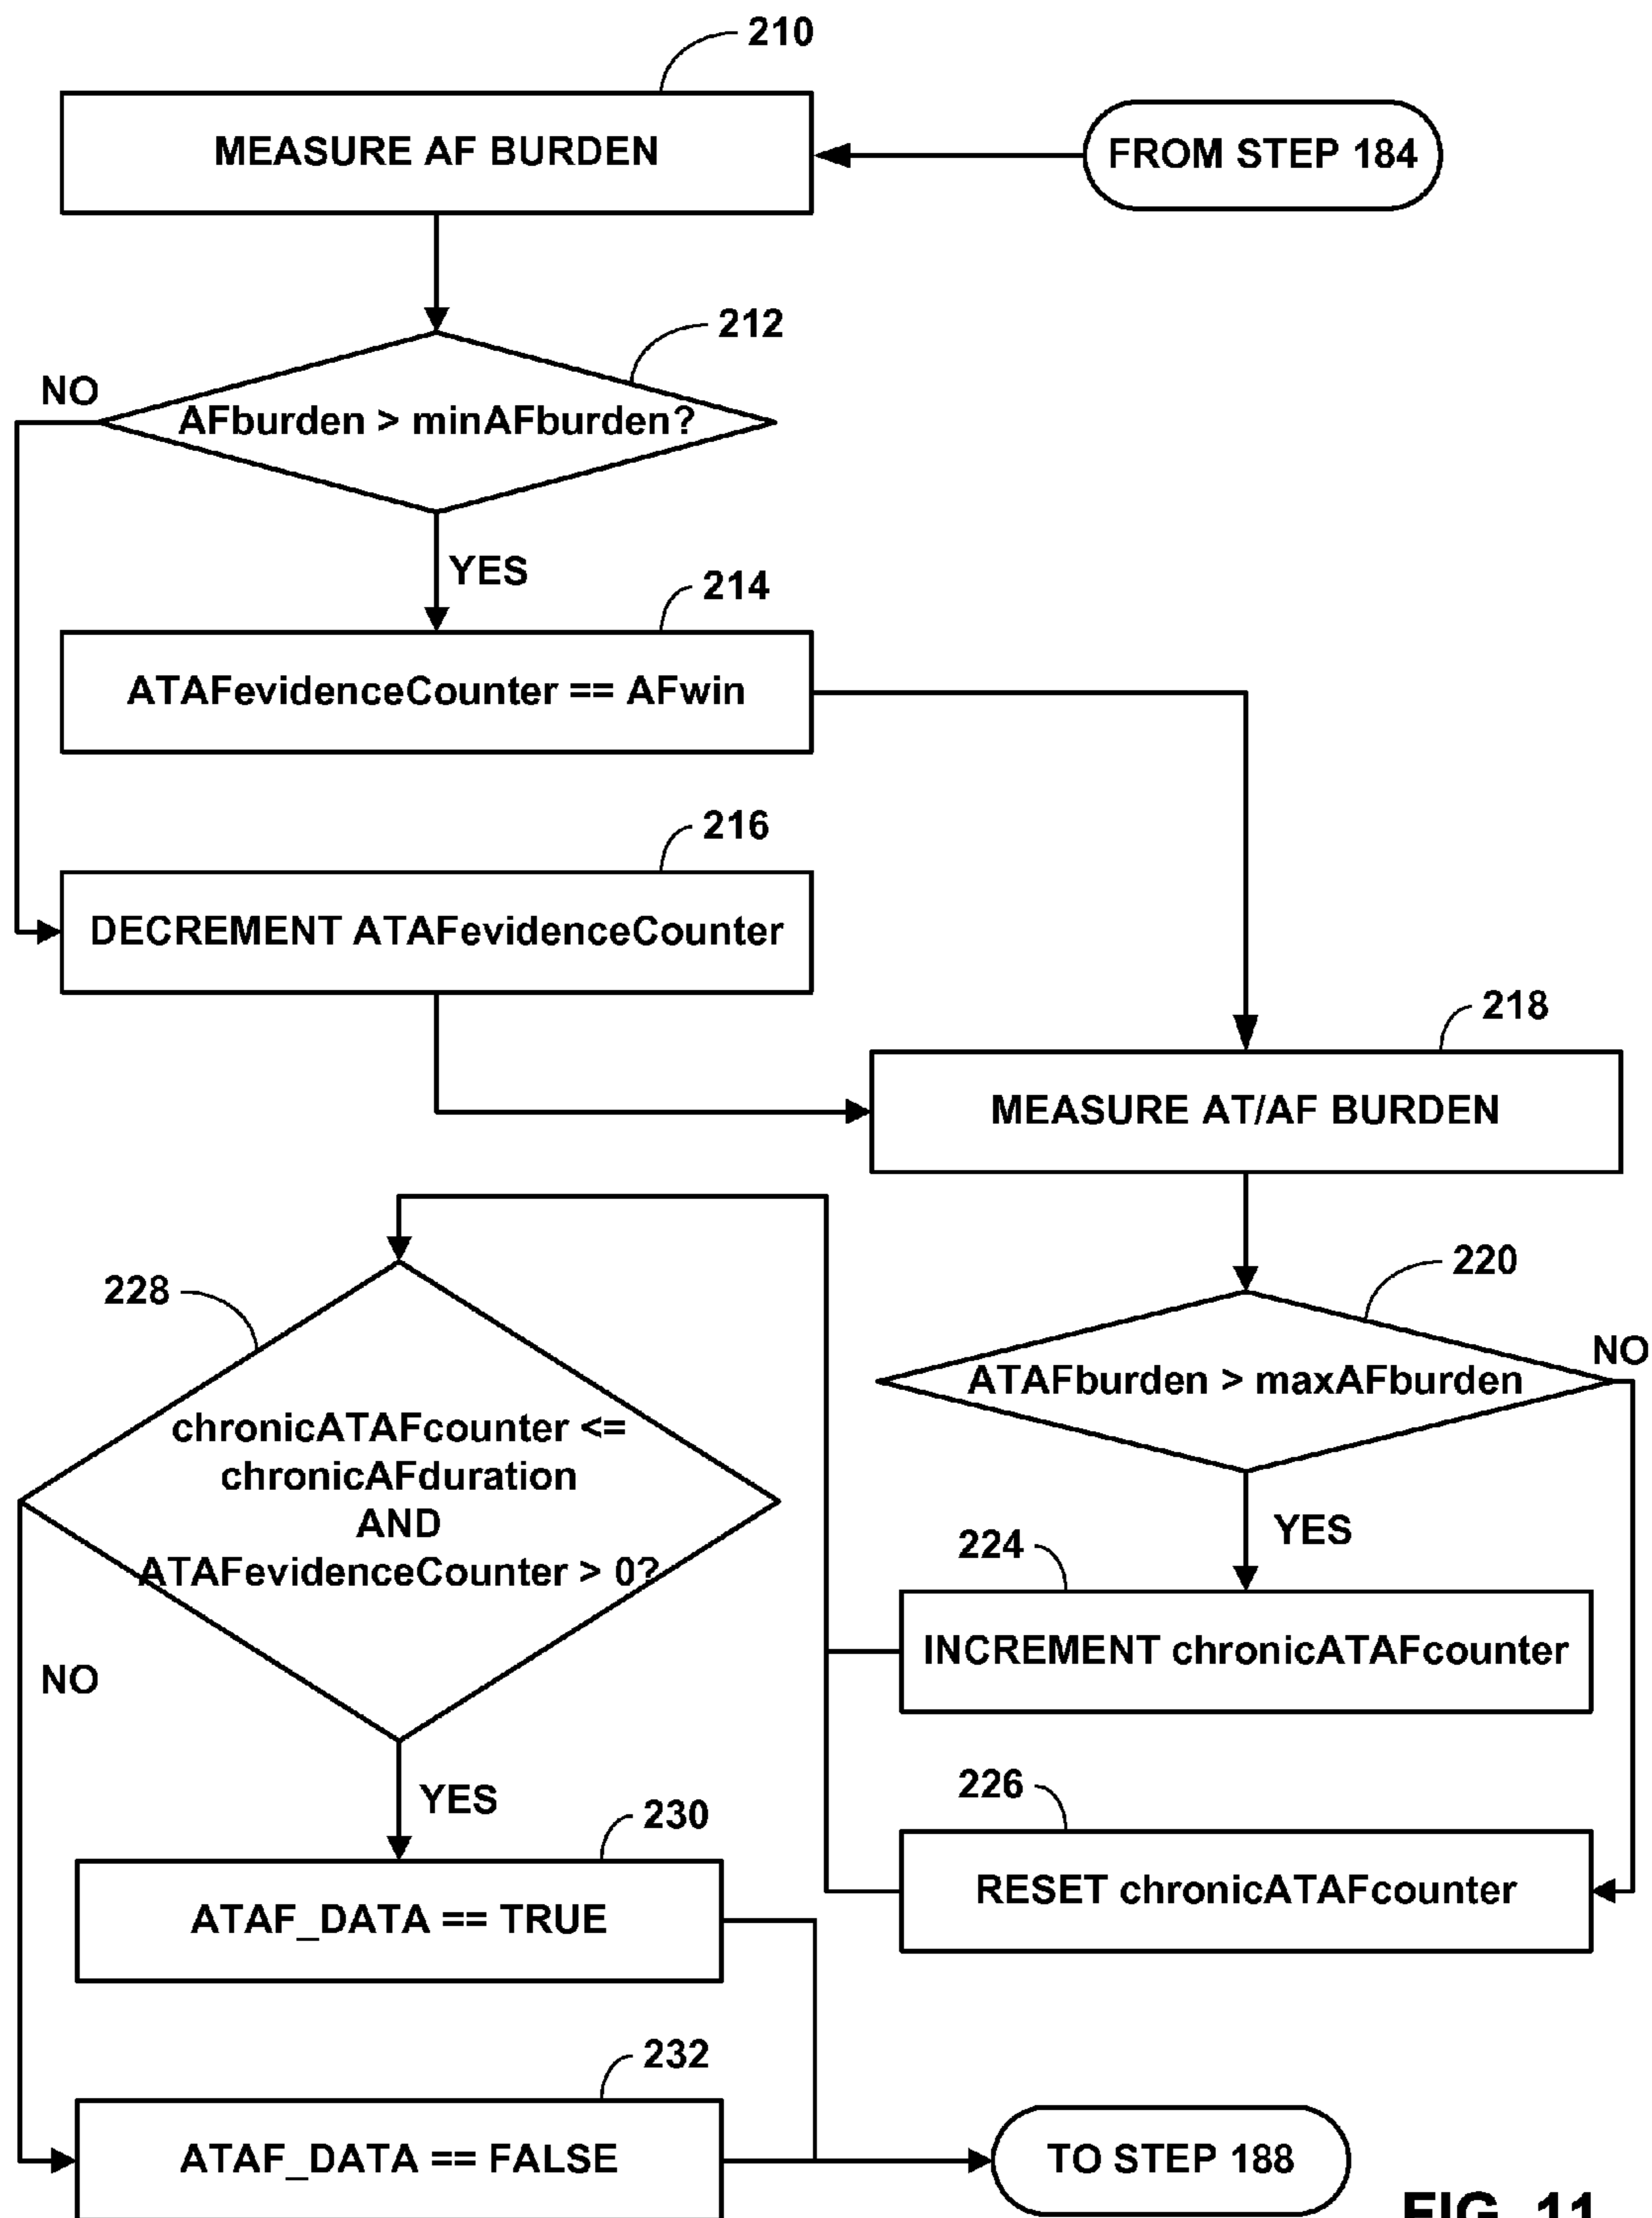 210
MEASURE AF BURDEN
FROM STEP 184
212
NO
AFburden > minAFburden?
YES
214
ATAFevidenceCounter == AFwin
216
DECREMENT ATAFevidenceCounter
218
MEASURE AT/AF BURDEN
220
NO
ATAFburden > maxAFburden
YES
224
INCREMENT chronicATAFcounter
226
RESET chronicATAFcounter
228
chronicATAFcounter <=
chronicAFduration
AND
ATAFevidenceCounter > 0?
NO
YES
230
ATAF_DATA == TRUE
232
ATAF_DATA == FALSE
TO STEP 188
FIG. 11